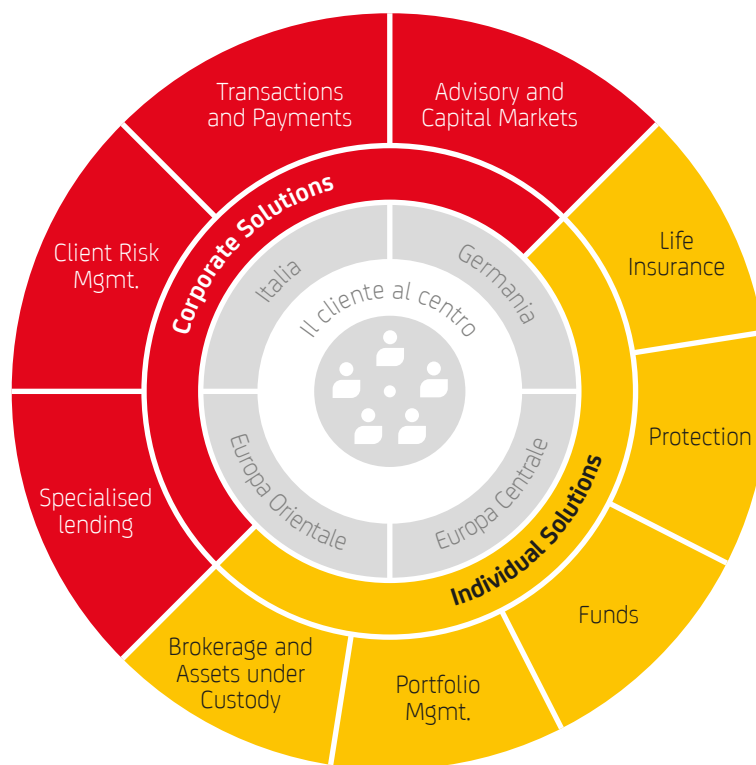 Transactions
and Payments
Advisory and
Capital Markets
Client Risk
Mgmt.
Life
Insurance
Corporate Solutions
Italia
Germania
Il cliente al centro
Protection
Specialised
lending
Europa Orientale
Europa Centrale
Individual Solutions
Funds
Brokerage and
Assets under
Custody
Portfolio
Mgmt.